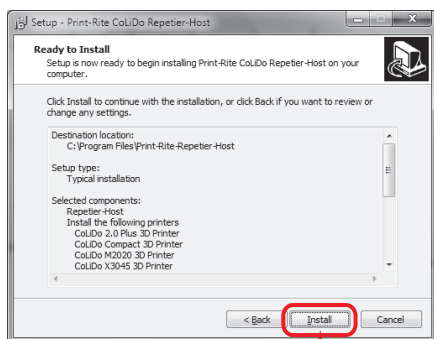 Setup - Print-Rite CoLiDo Repetier-Host
Ready to Install
Setup is now ready to begin installing Print-Rite CoLiDo Repetier-Host on your
computer.
Click Install to continue with the installation, or click Back if you want to review or
change any settings.
Destination location:
C:\Program Files\Print-Rite-Repetier-Host
Setup type:
Typical installation
Selected components:
Repetier-Host
Install the following printers
CoLiDo 2.0 Plus 3D Printer
CoLiDo Compact 3D Printer
CoLiDo M2020 3D Printer
CoLiDo X3045 3D Printer
< Back
Install
Cancel